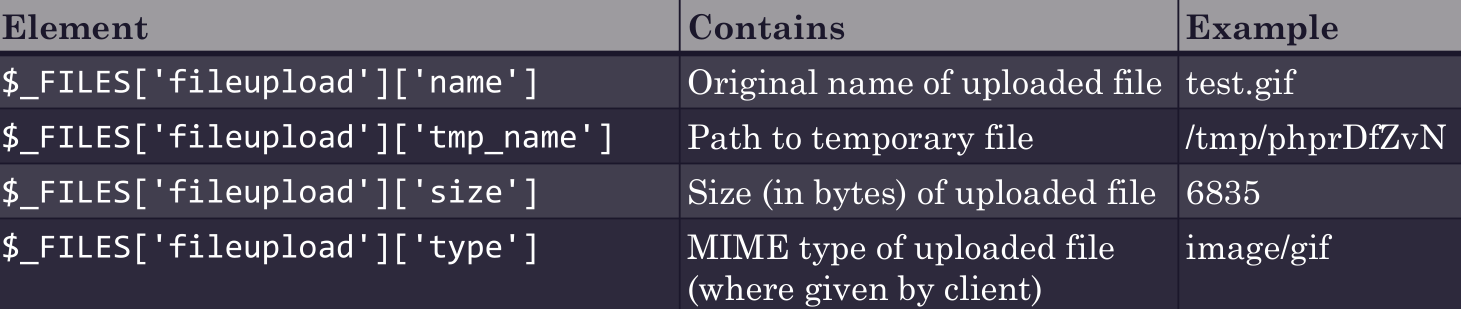 Element Contains Example
$_FILES['fileupload']['name'] Original name of uploaded file test.gif
$_FILES['fileupload']['tmp_name'] Path to temporary file /tmp/phprDfZvN
$_FILES['fileupload']['size'] Size (in bytes) of uploaded file 6835
$_FILES['fileupload']['type'] MIME type of uploaded file image/gif
(where given by client)